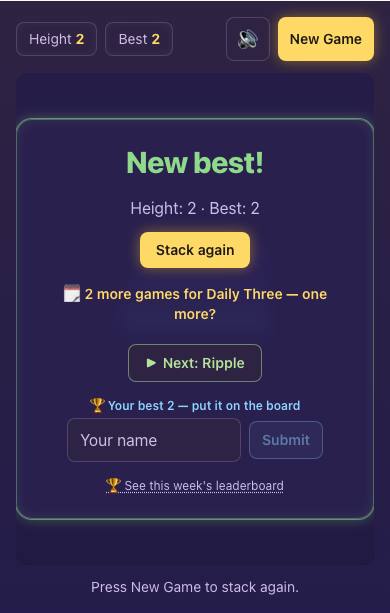 Height 2
Best 2
New Game
New best!
Height: 2 · Best: 2
Stack again
2 more games for Daily Three — one
more?
Next: Ripple
Your best 2 — put it on the board
Your name
Submit
See this week's leaderboard
Press New Game to stack again.